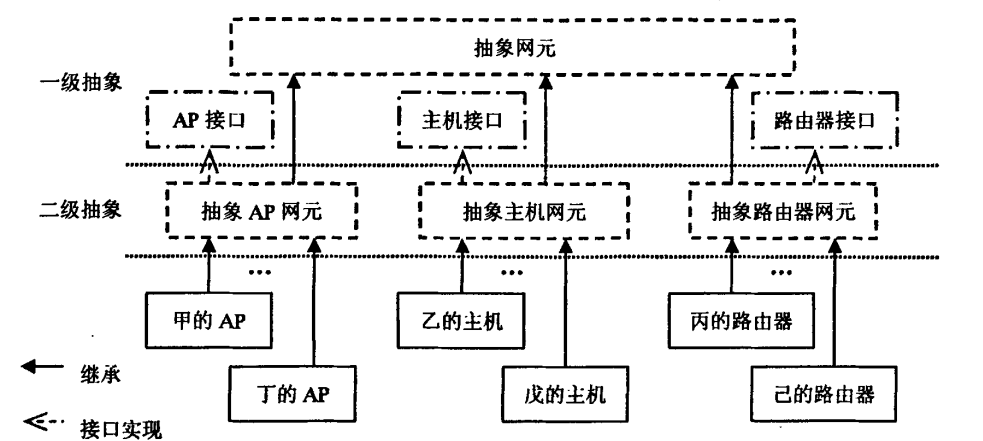 抽象网元
一级抽象
AP 接口
主机接口
路由器接口
二级抽象
抽象 AP 网元
抽象主机网元
抽象路由器网元
...
...
...
甲的 AP
乙的主机
丙的路由器
继承
丁的 AP
戊的主机
己的路由器
接口实现